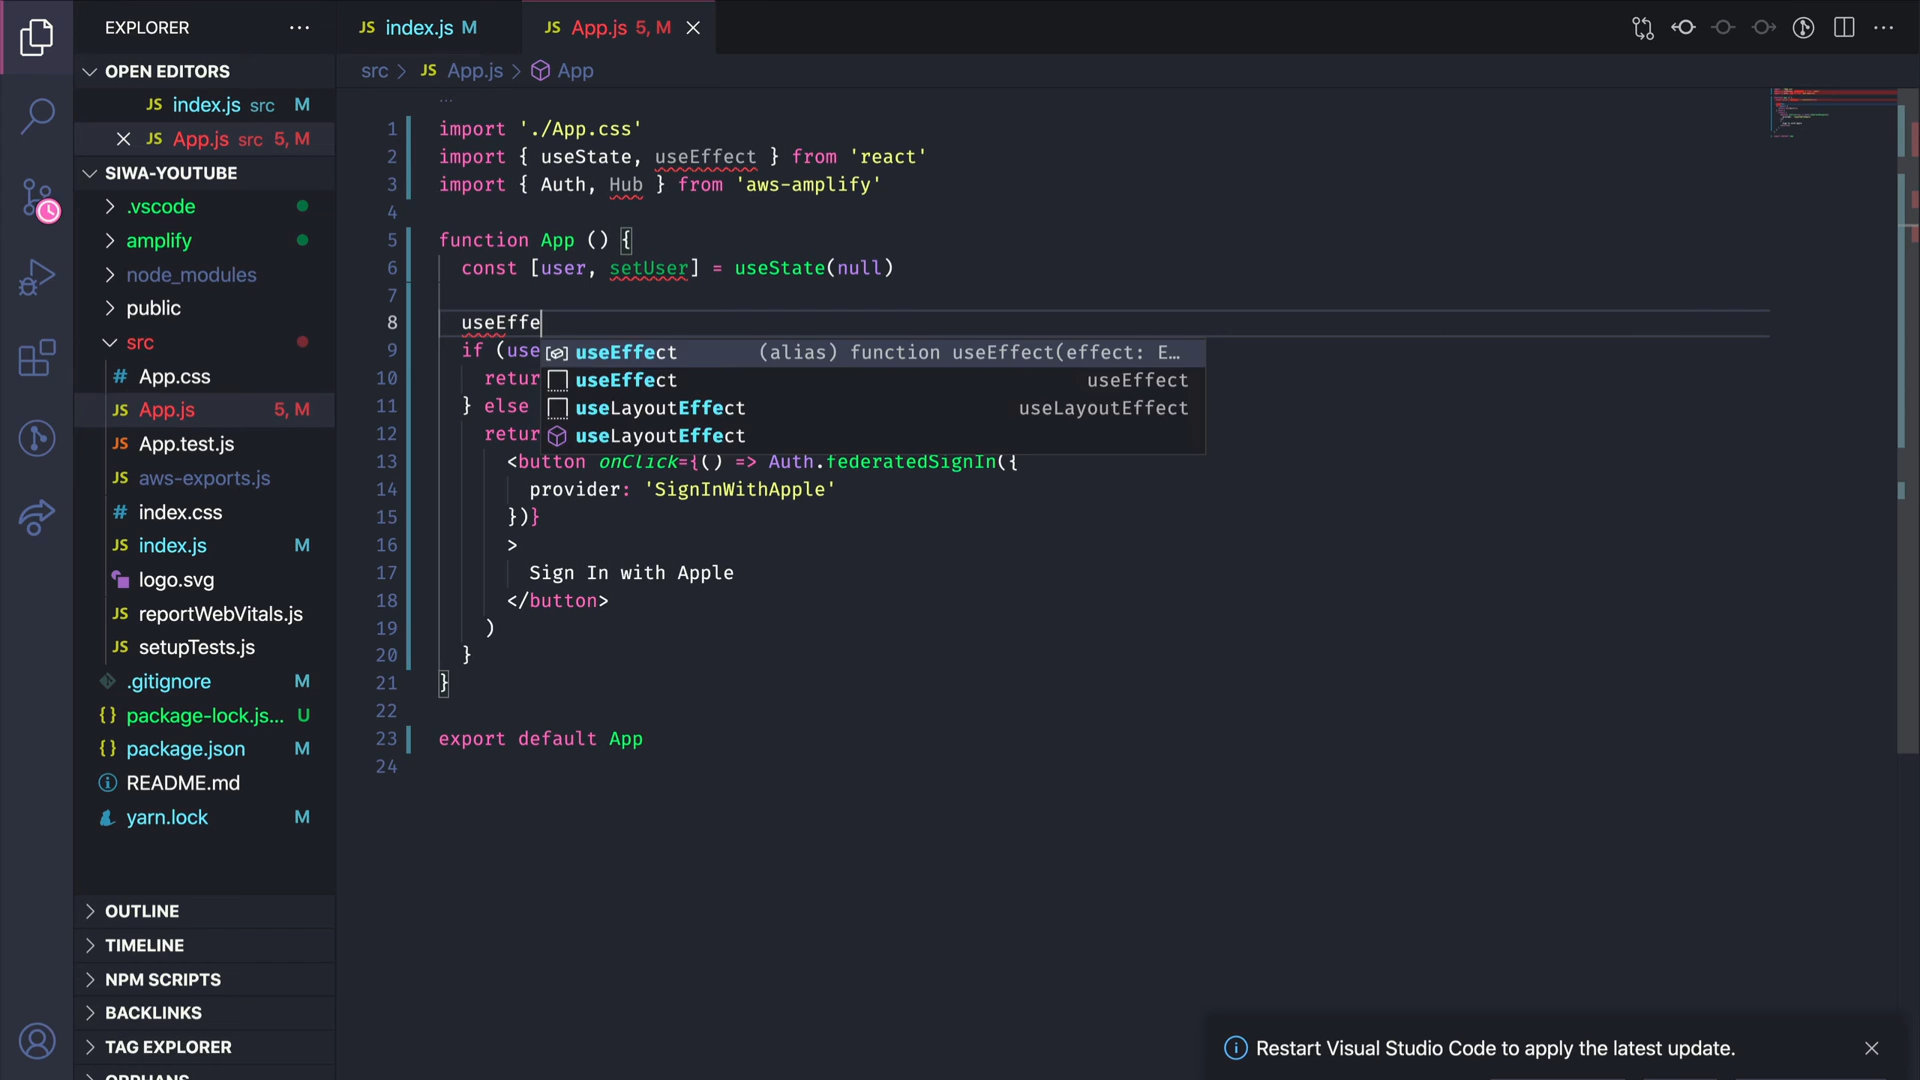 EXPLORER
OPEN EDITORS
JS index.js src M
JS App.js src 5, M
SIWA-YOUTUBE
.vscode
amplify
node_modules
public
src
# App.css
JS App.js 5, M
JS App.test.js
JS aws-exports.js
# index.css
JS index.js M
logo.svg
JS reportWebVitals.js
JS setupTests.js
.gitignore M
{} package-lock.js... U
{} package.json M
README.md
yarn.lock M
OUTLINE
TIMELINE
NPM SCRIPTS
BACKLINKS
TAG EXPLORER
JS index.js M
JS App.js 5, M
src > JS App.js > App
...
1 import './App.css'
2 import { useState, useEffect } from 'react'
3 import { Auth, Hub } from 'aws-amplify'
4
5 function App () {
6 const [user, setUser] = useState(null)
7
8 useEffe
9 if (use
10 retur
11 } else
12 retur
useEffect (alias) function useEffect(effect: E...
useEffect useEffect
useLayoutEffect useLayoutEffect
useLayoutEffect
13 <button onClick={() => Auth.federatedSignIn({
14 provider: 'SignInWithApple'
15 })}
16 >
17 Sign In with Apple
18 </button>
19 )
20 }
21 }
22
23 export default App
24
Restart Visual Studio Code to apply the latest update.